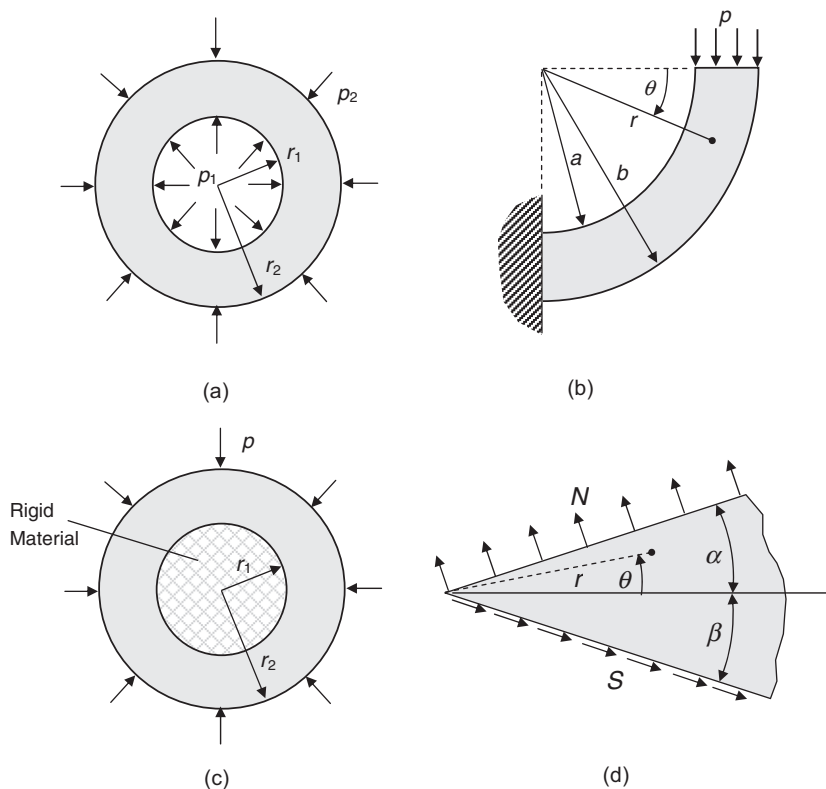 p₂
p₁
r₁
r₂
(a)
p
θ
r
a
b
(b)
p
Rigid
Material
r₁
r₂
(c)
N
α
r
θ
β
S
(d)